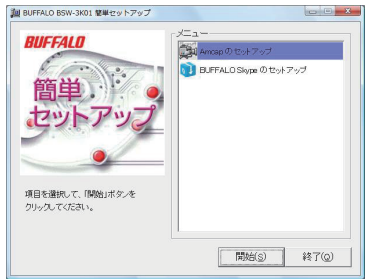 BUFFALO BSW-3K01 簡単セットアップ
BUFFALO
簡単
セットアップ
項目を選択して、「開始」ボタンを
クリックしてください。
メニュー
Amcap のセットアップ
BUFFALO Skype のセットアップ
開始(S)
終了(Q)